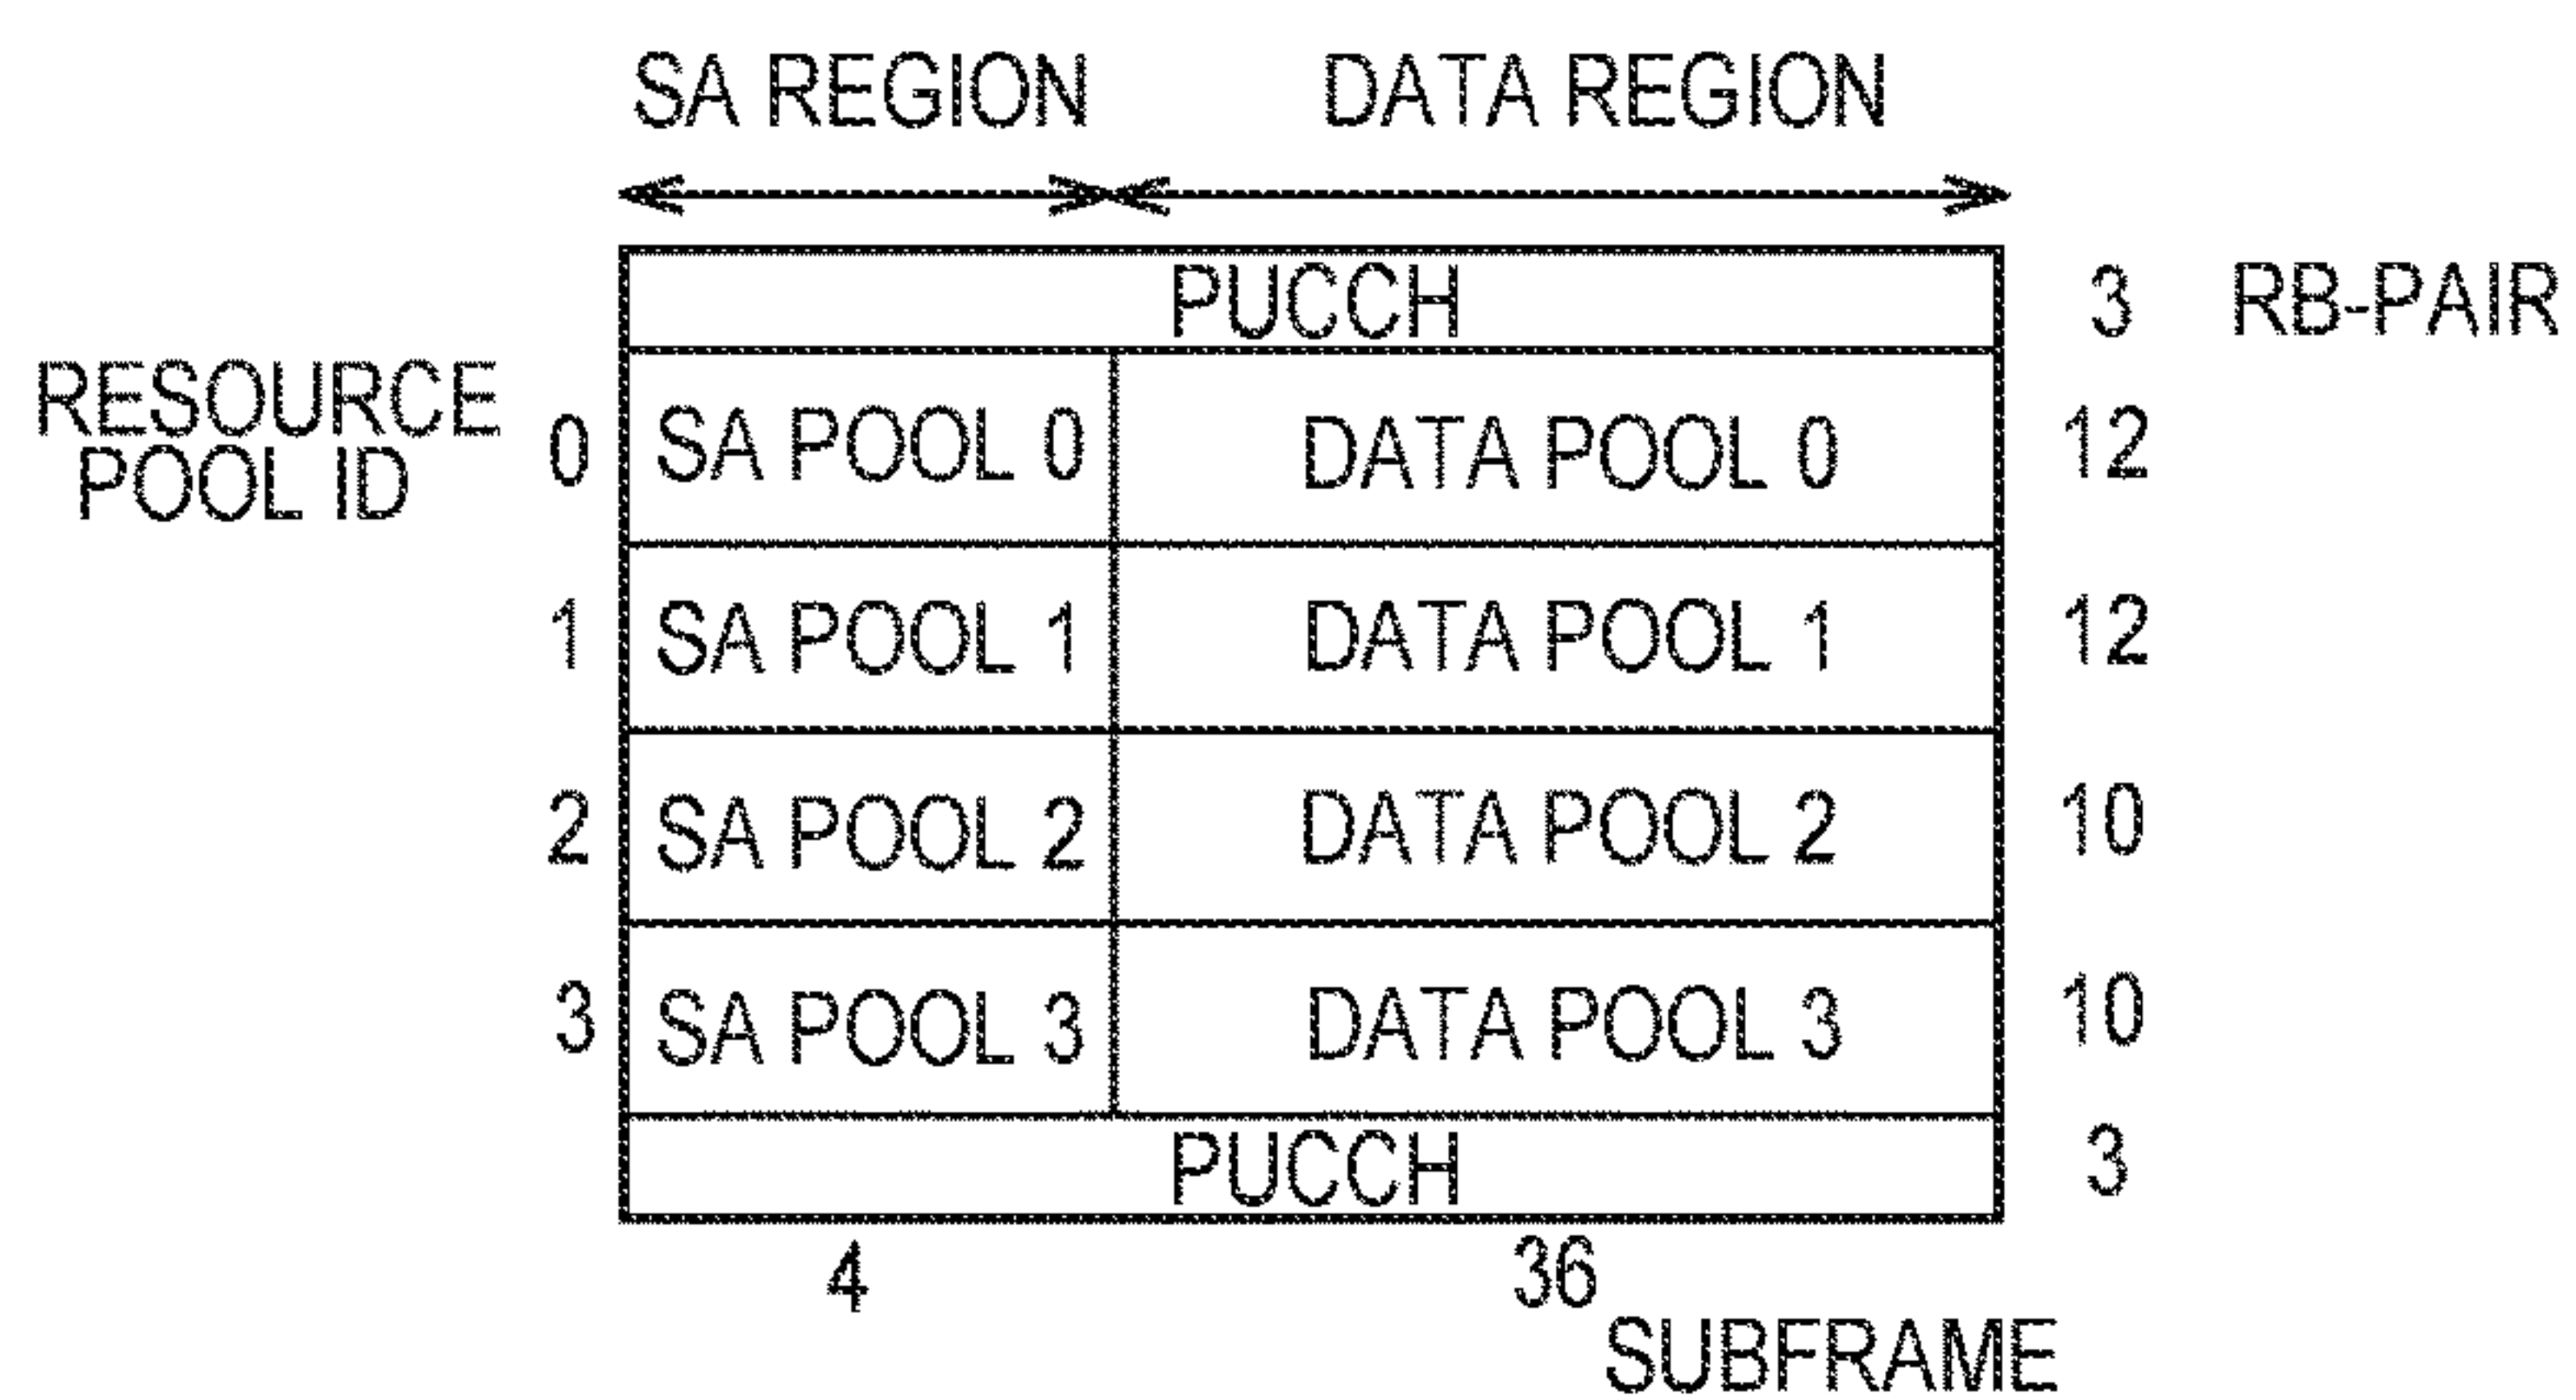 SA REGION DATA REGION
PUCCH 3 RB-PAIR
RESOURCE
POOL ID
0 SA POOL 0 DATA POOL 0 12
1 SA POOL 1 DATA POOL 1 12
2 SA POOL 2 DATA POOL 2 10
3 SA POOL 3 DATA POOL 3 10
PUCCH 3
4 36
SUBFRAME